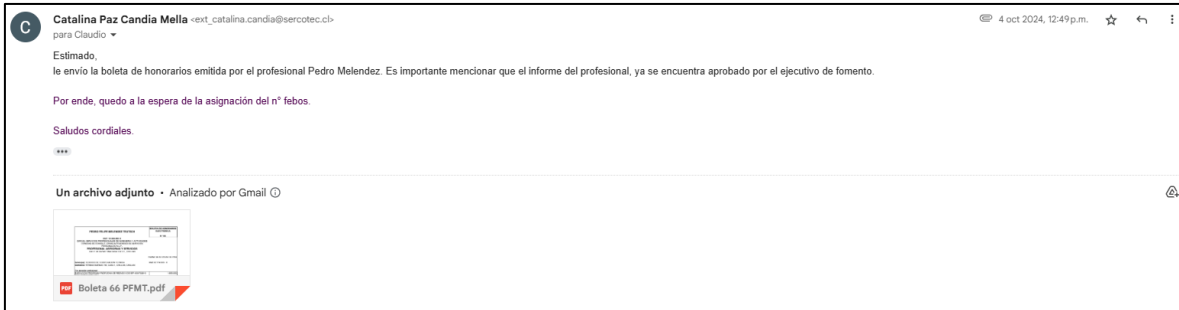 C
Catalina Paz Candia Mella <ext_catalina.candia@sercotec.cl>
4 oct 2024, 12:49 p.m.
para Claudio
Estimado,
le envío la boleta de honorarios emitida por el profesional Pedro Melendez. Es importante mencionar que el informe del profesional, ya se encuentra aprobado por el ejecutivo de fomento.
Por ende, quedo a la espera de la asignación del n° febos.
Saludos cordiales.
Un archivo adjunto • Analizado por Gmail
PDF
Boleta 66 PFMT.pdf